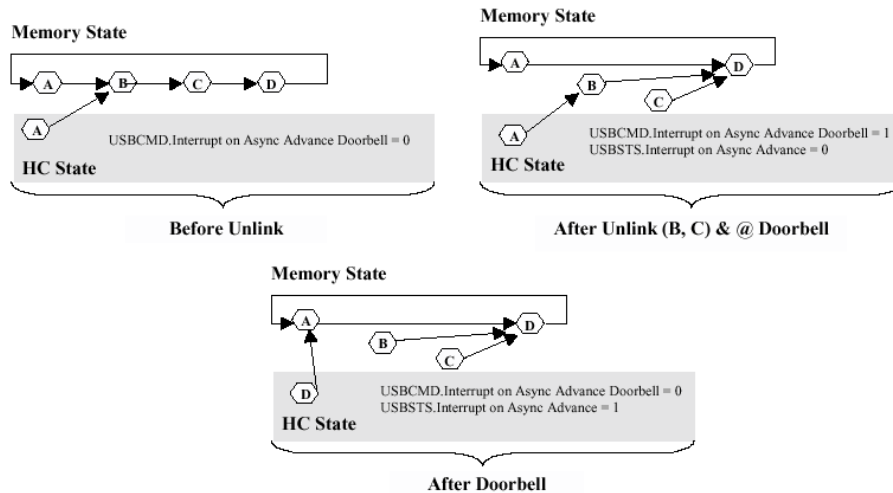 Memory State
A
B
C
D
A
USBCMD.Interrupt on Async Advance Doorbell = 0
HC State
Before Unlink
Memory State
A
D
B
C
A
USBCMD.Interrupt on Async Advance Doorbell = 1
USBSTS.Interrupt on Async Advance = 0
HC State
After Unlink (B, C) & @ Doorbell
Memory State
A
D
B
C
D
USBCMD.Interrupt on Async Advance Doorbell = 0
USBSTS.Interrupt on Async Advance = 1
HC State
After Doorbell